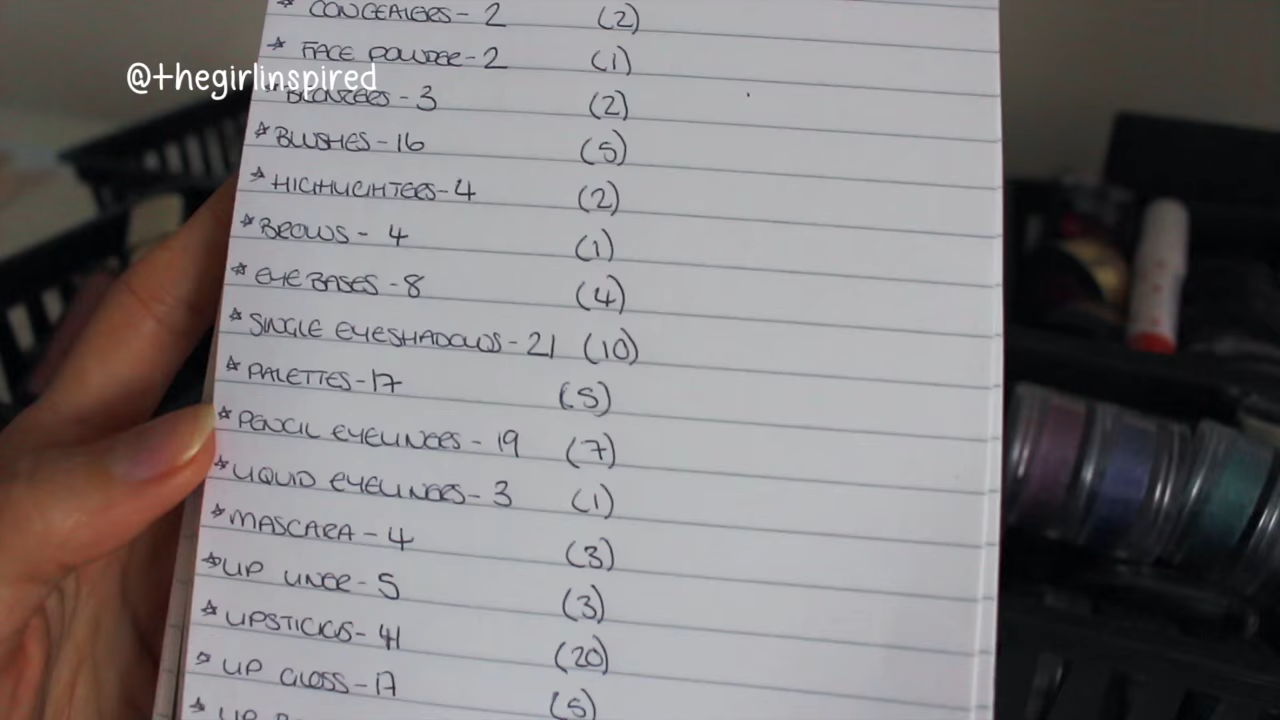 * CONCEALERS - 2 (2)
* FACE POWDER - 2 (1)
@thegirlinspired
* BRONZERS - 3 (2)
* BLUSHES - 16 (5)
* HIGHLIGHTERS - 4 (2)
* BROWS - 4 (1)
* EYE BASES - 8 (4)
* SINGLE EYESHADOWS - 21 (10)
* PALETTES - 17 (5)
* PENCIL EYELINERS - 19 (7)
* LIQUID EYELINERS - 3 (1)
* MASCARA - 4 (3)
* LIP LINER - 5 (3)
* LIPSTICKS - 41 (20)
* LIP GLOSS - 17 (5)
* LIP